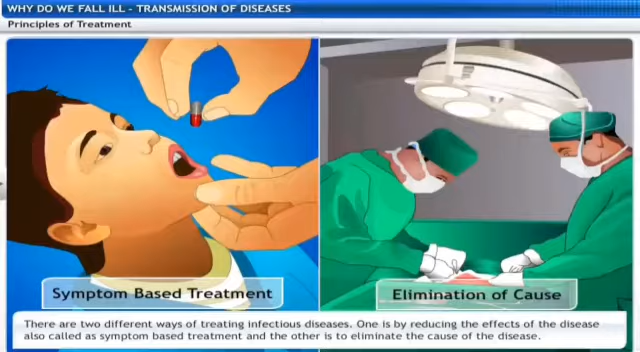 WHY DO WE FALL ILL - TRANSMISSION OF DISEASES
Principles of Treatment
Symptom Based Treatment
Elimination of Cause
There are two different ways of treating infectious diseases. One is by reducing the effects of the disease
also called as symptom based treatment and the other is to eliminate the cause of the disease.